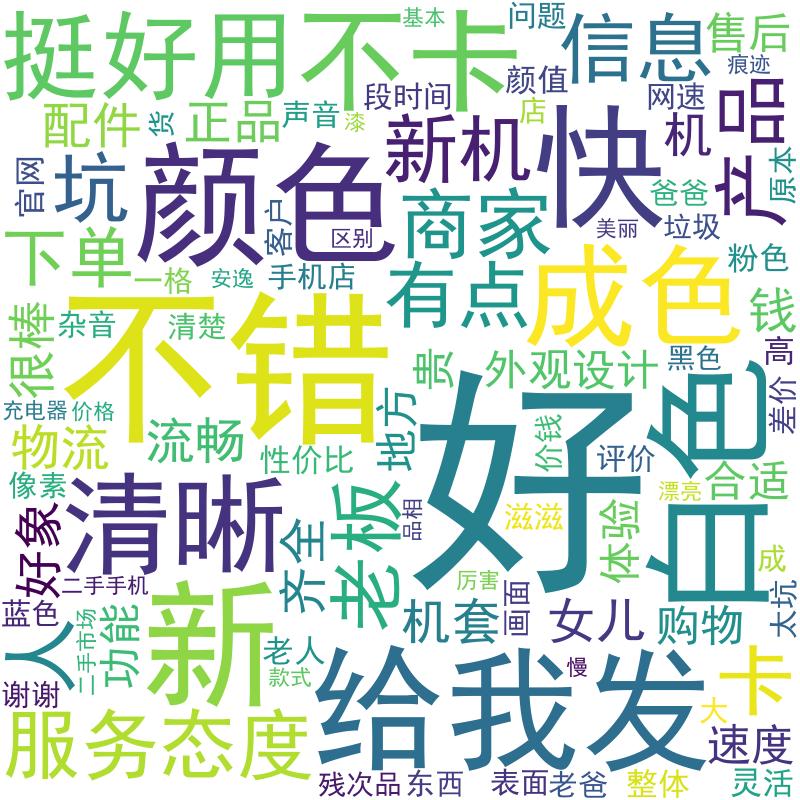 挺好用不卡
基本
问题
信息
售后
痕迹
颜值
段时间
网速
配件
货
正品
声音
漆
店
新机
机
产品
快
原本
官网
坑
颜色
客户
区别
商家
爸爸
美丽
垃圾
下单
一格
安逸
手机店
有点
成色
粉色
钱
很棒
杂音
清楚
不错
贵
外观设计
黑色
高
差价
充电器
价格
地方
好
白色
物流
流畅
性价比
价钱
评价
合适
像素
清晰
老板
品相
滋滋
漂亮
体验
好象
齐全
厉害
画面
成
太坑
二手手机
蓝色
人
二手市场
功能
新
老人
款式
机套
女儿
购物
谢谢
给我发
慢
卡
大
服务态度
速度
残次品
东西
表面
老爸
整体
灵活